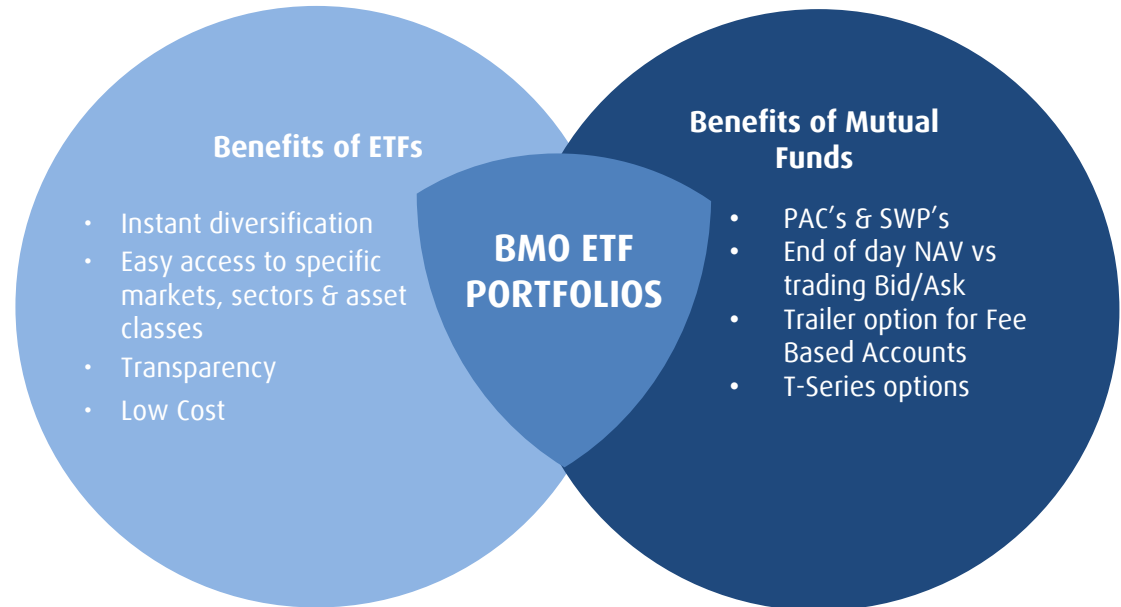 Benefits of ETFs
• Instant diversification
• Easy access to specific
markets, sectors & asset
classes
• Transparency
• Low Cost
BMO ETF
PORTFOLIOS
Benefits of Mutual
Funds
• PAC's & SWP's
• End of day NAV vs
trading Bid/Ask
• Trailer option for Fee
Based Accounts
• T-Series options